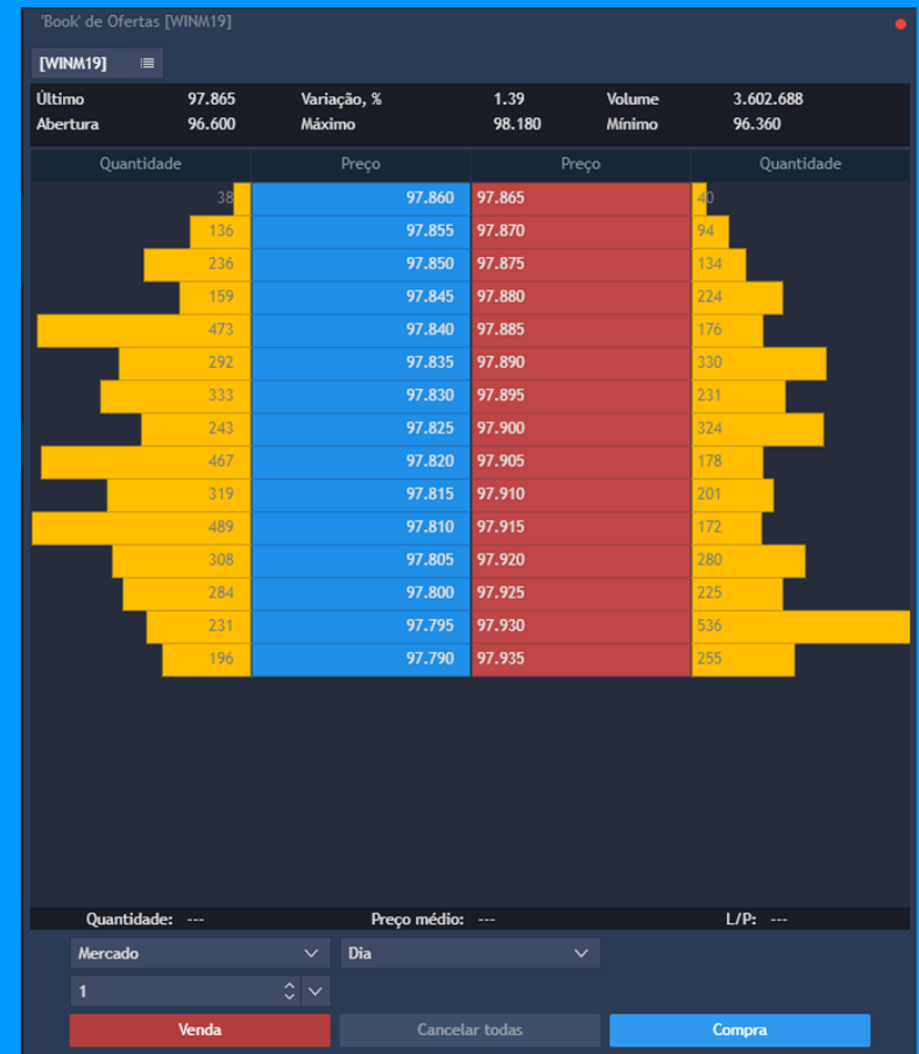 'Book' de Ofertas [WINM19]
[WINM19]
Último 97.865 Variação, % 1.39 Volume 3.602.688
Abertura 96.600 Máximo 98.180 Mínimo 96.360
Quantidade Preço Preço Quantidade
38 97.860 97.865 40
136 97.855 97.870 94
236 97.850 97.875 134
159 97.845 97.880 224
473 97.840 97.885 176
292 97.835 97.890 330
333 97.830 97.895 231
243 97.825 97.900 324
467 97.820 97.905 178
319 97.815 97.910 201
489 97.810 97.915 172
308 97.805 97.920 280
284 97.800 97.925 225
231 97.795 97.930 536
196 97.790 97.935 255
Quantidade: --- Preço médio: --- L/P: ---
Mercado Dia
1
Venda Cancelar todas Compra